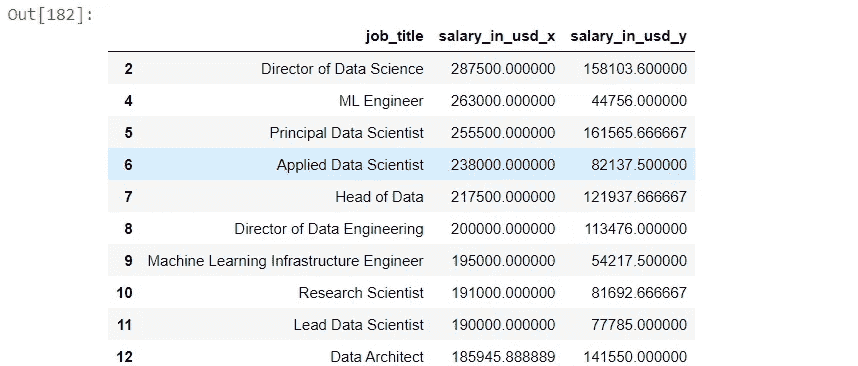 Out[182]:
job_title salary_in_usd_x salary_in_usd_y
2 Director of Data Science 287500.000000 158103.600000
4 ML Engineer 263000.000000 44756.000000
5 Principal Data Scientist 255500.000000 161565.666667
6 Applied Data Scientist 238000.000000 82137.500000
7 Head of Data 217500.000000 121937.666667
8 Director of Data Engineering 200000.000000 113476.000000
9 Machine Learning Infrastructure Engineer 195000.000000 54217.500000
10 Research Scientist 191000.000000 81692.666667
11 Lead Data Scientist 190000.000000 77785.000000
12 Data Architect 185945.888889 141550.000000